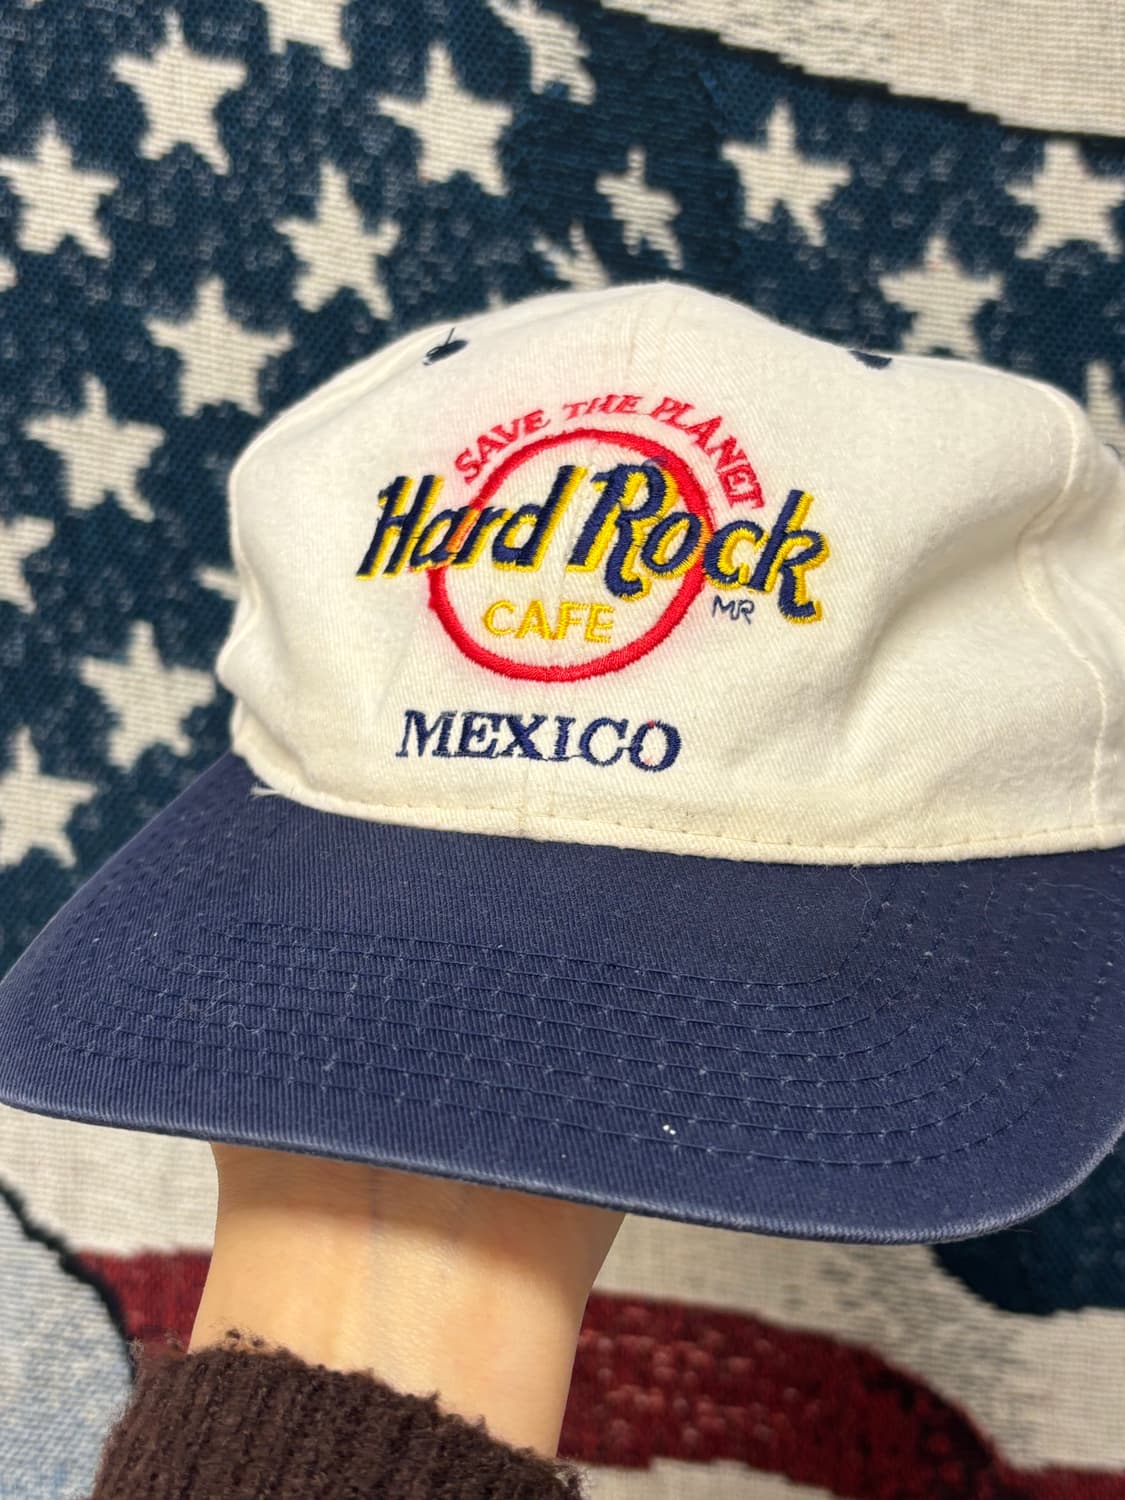 SAVE THE PLANET
Hard Rock
CAFE
MR
MEXICO